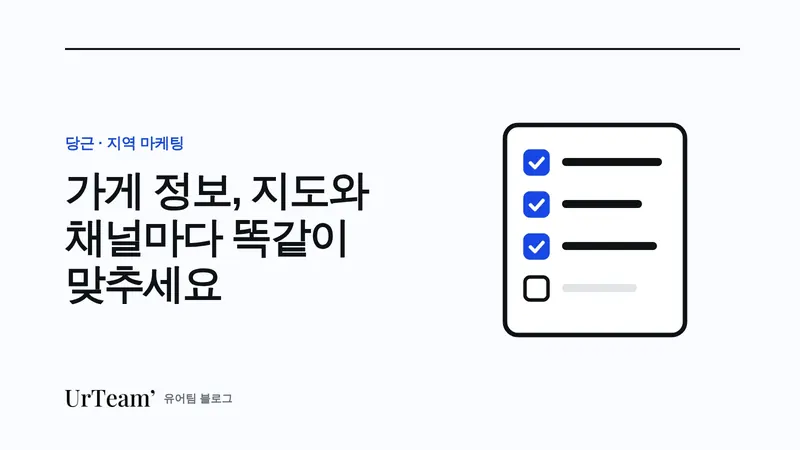 당근 · 지역 마케팅
가게 정보, 지도와
채널마다 똑같이
맞추세요
UrTeam’ 유어팀 블로그